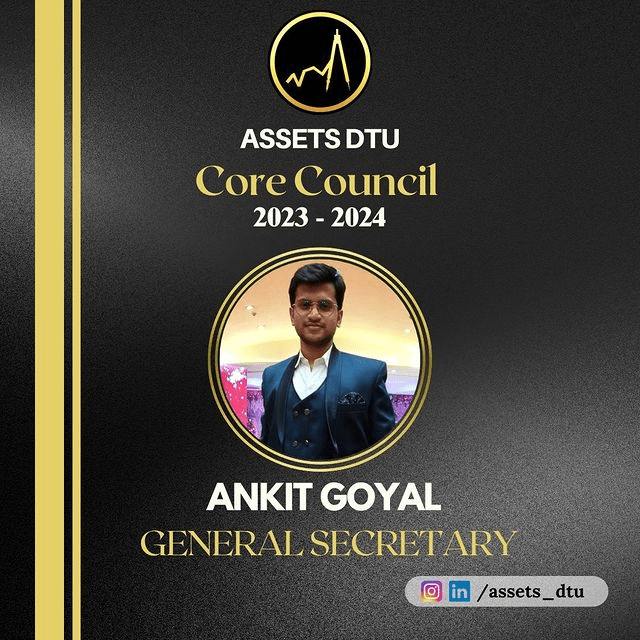 ASSETS DTU
Core Council
2023 - 2024
ANKIT GOYAL
GENERAL SECRETARY
/assets_dtu